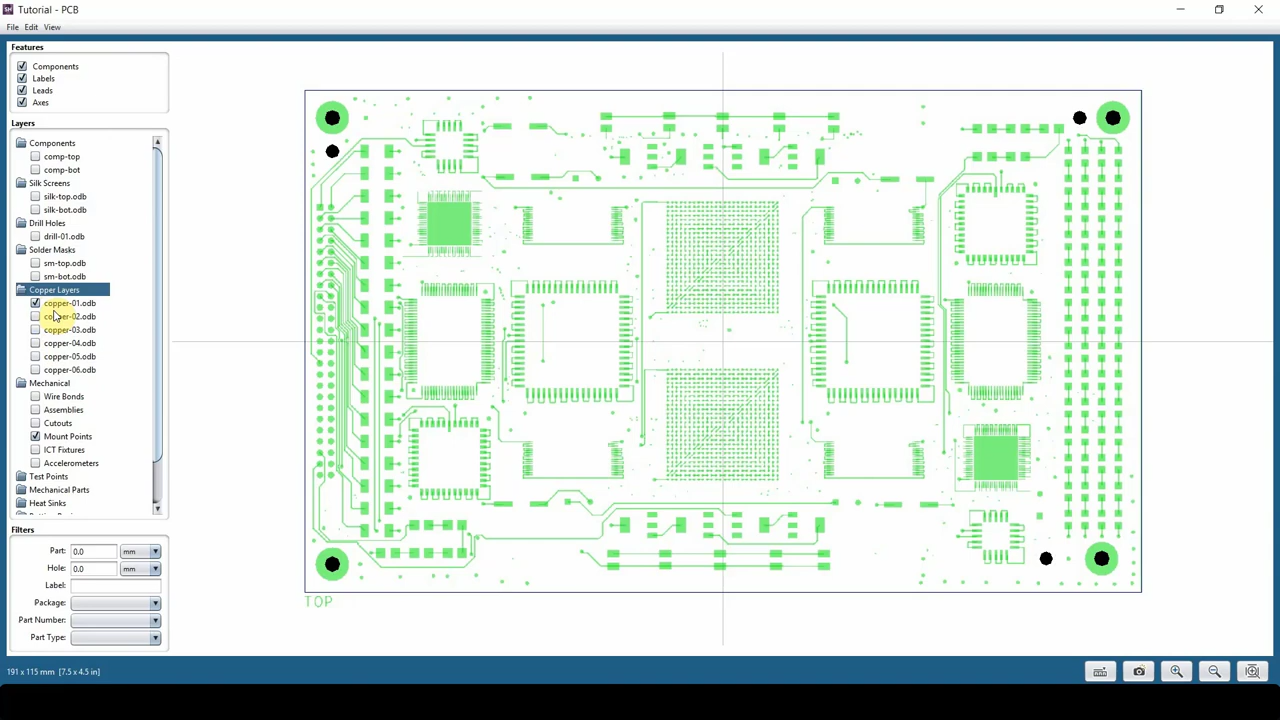 Tutorial - PCB
File Edit View
Features
Components
Labels
Leads
Axes
Layers
Components
comp-top
comp-bot
Silk Screens
silk-top.odb
silk-bot.odb
Drill Holes
drill-01.odb
Solder Masks
sm-top.odb
sm-bot.odb
Copper Layers
copper-01.odb
copper-02.odb
copper-03.odb
copper-04.odb
copper-05.odb
copper-06.odb
Mechanical
Wire Bonds
Assemblies
Cutouts
Mount Points
ICT Fixtures
Accelerometers
Test Points
Mechanical Parts
Heat Sinks
Filters
Part: 0.0 mm
Hole: 0.0 mm
Label:
Package:
Part Number:
Part Type:
TOP
191 x 115 mm [7.5 x 4.5 in]